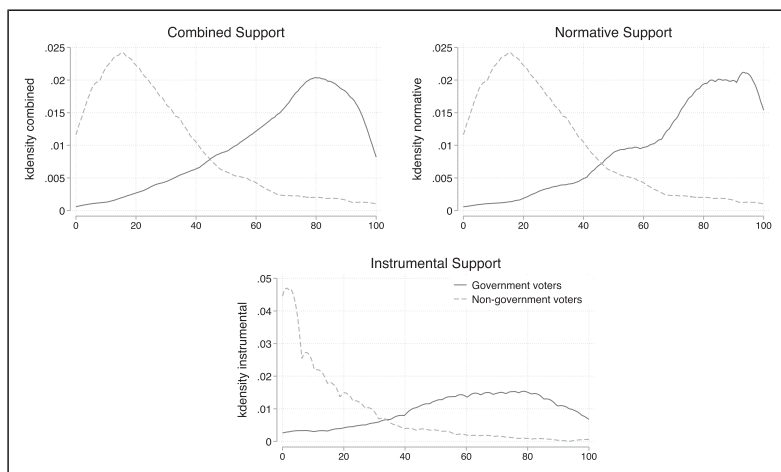 Combined Support
kdensity combined
.025
.02
.015
.01
.005
0
0 20 40 60 80 100
Normative Support
kdensity normative
.025
.02
.015
.01
.005
0
0 20 40 60 80 100
Instrumental Support
kdensity instrumental
.05
.04
.03
.02
.01
0
0 20 40 60 80 100
Government voters
Non-government voters